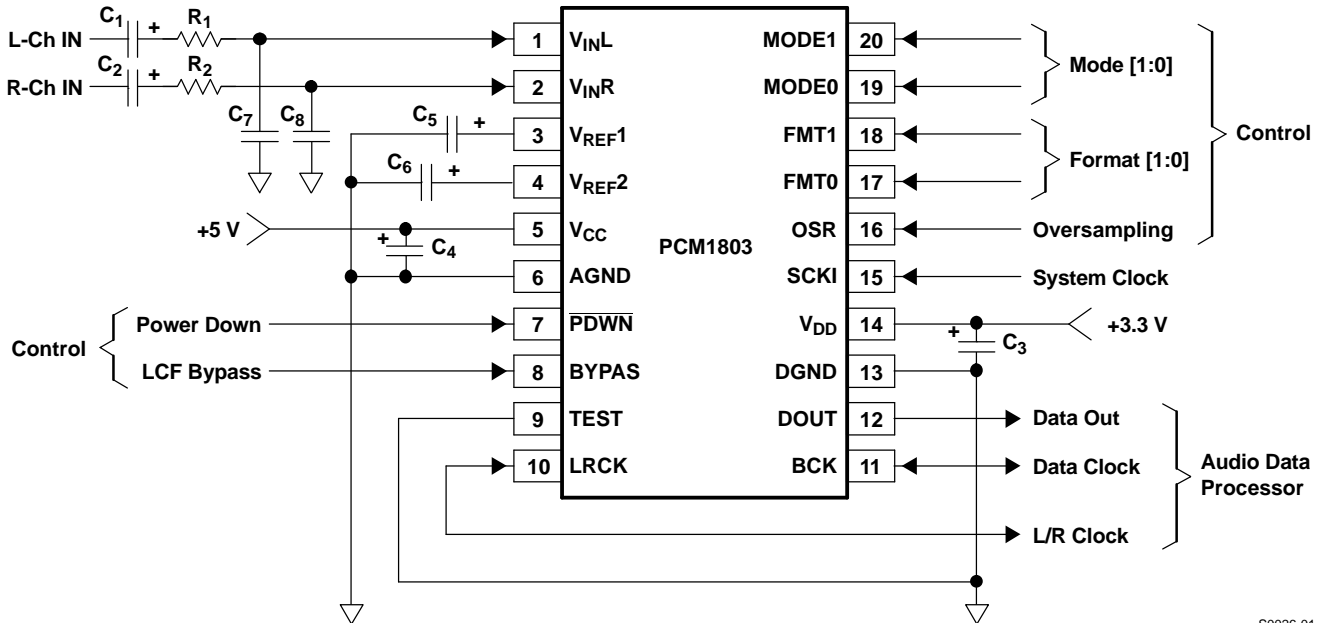 C1 + R1
L-Ch IN
C2 + R2
R-Ch IN
C7 C8
C5 +
C6 +
+5 V
+ C4
Control
Power Down
LCF Bypass
1 VINL
2 VINR
3 VREF1
4 VREF2
5 VCC
6 AGND
7 PDWN
8 BYPAS
9 TEST
10 LRCK
PCM1803
MODE1 20
MODE0 19
FMT1 18
FMT0 17
OSR 16
SCKI 15
VDD 14
DGND 13
DOUT 12
BCK 11
Mode [1:0]
Format [1:0]
Control
Oversampling
System Clock
+3.3 V
+ C3
Data Out
Data Clock
L/R Clock
Audio Data
Processor